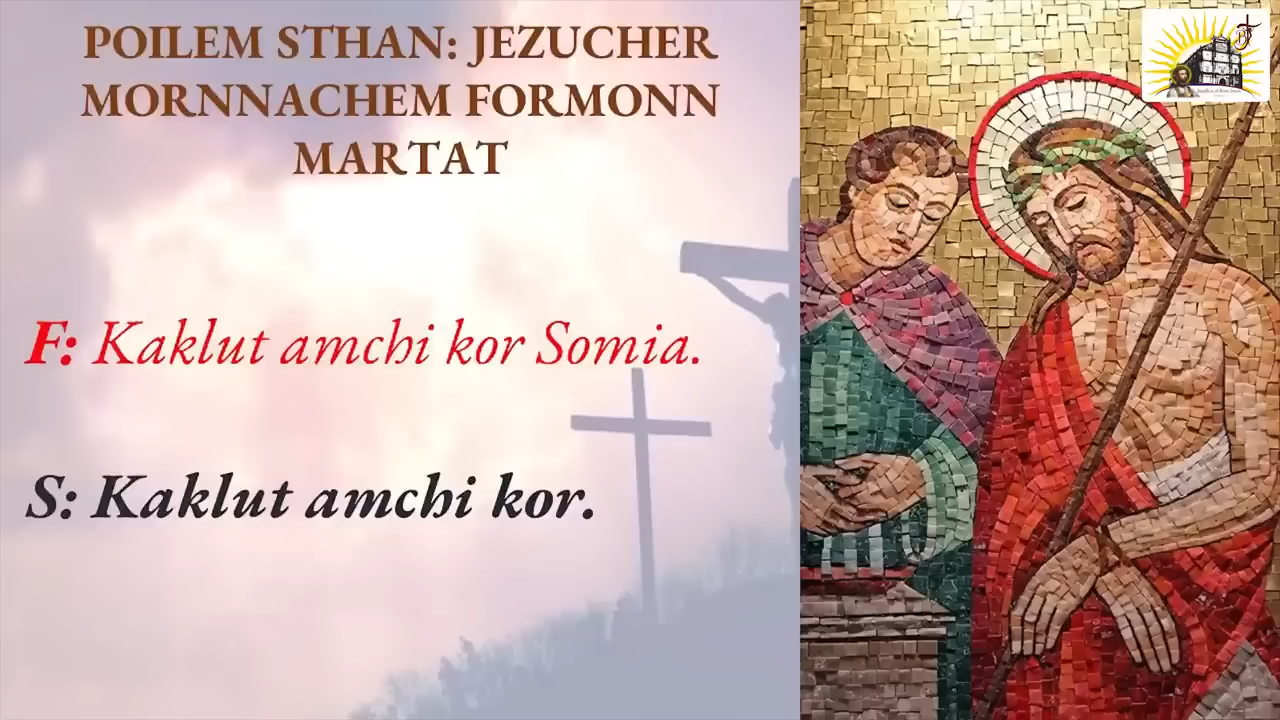 POILEM STHAN: JEZUCHER
MORNNACHEM FORMONN
MARTAT
F: Kaklut amchi kor Somia.
S: Kaklut amchi kor.